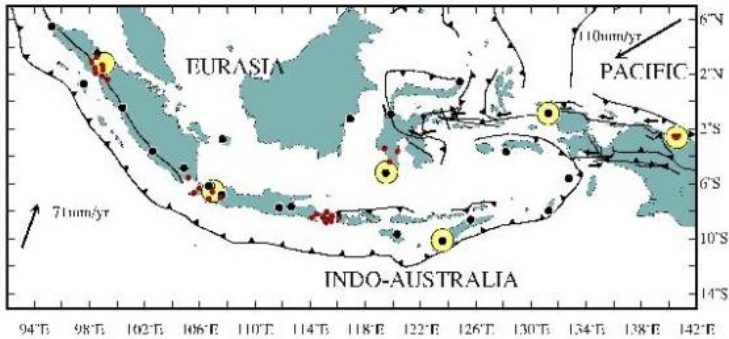 6°N
110mm/yr
EURASIA
PACIFIC
2°N
2°S
6°S
71mm/yr
10°S
INDO-AUSTRALIA
14°S
94°E 98°E 102°E 106°E 110°E 114°E 118°E 122°E 126°E 130°E 134°E 138°E 142°E